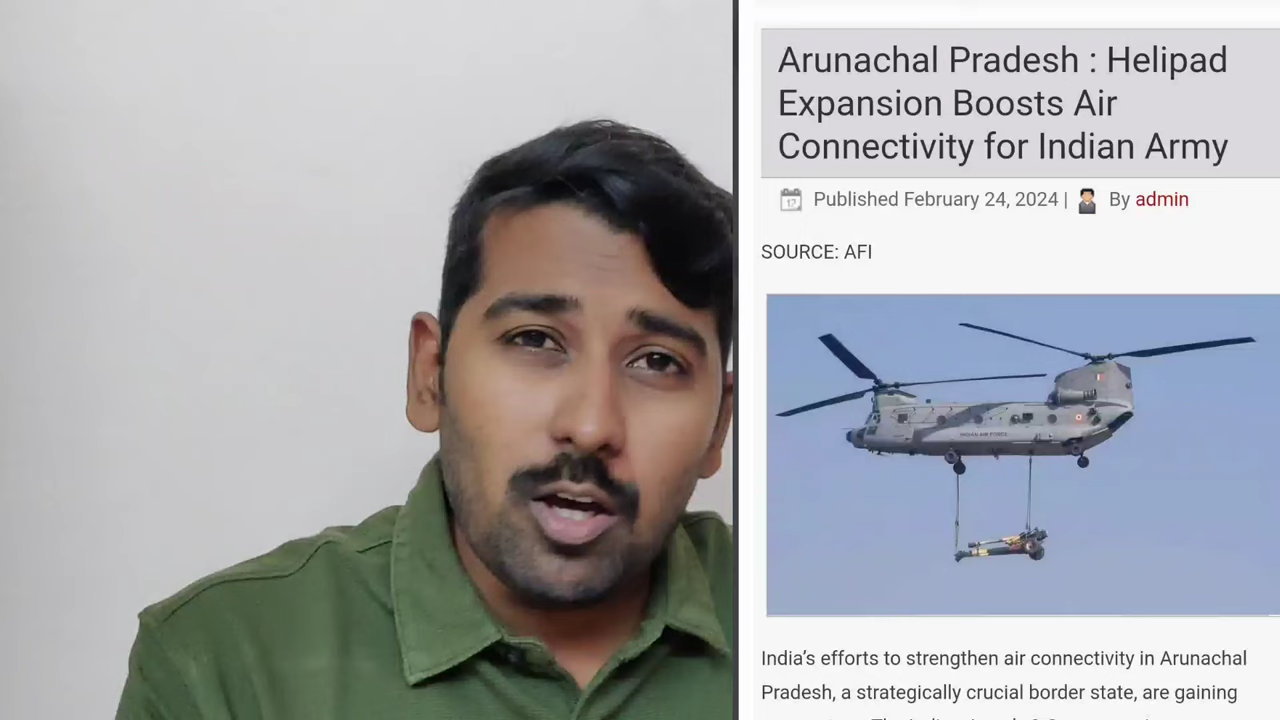 Arunachal Pradesh : Helipad
Expansion Boosts Air
Connectivity for Indian Army
17
Published February 24, 2024 | By admin
SOURCE: AFI
INDIAN AIR FORCE
India’s efforts to strengthen air connectivity in Arunachal
Pradesh, a strategically crucial border state, are gaining